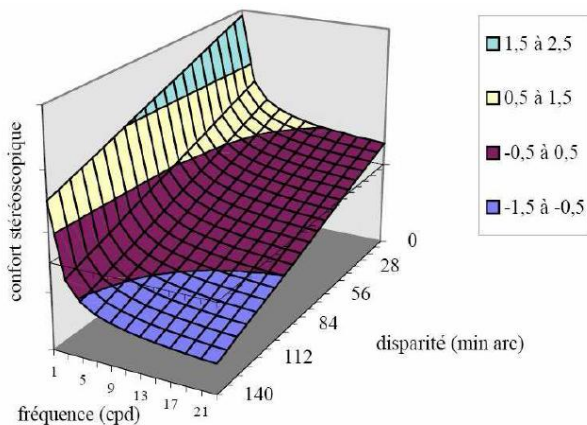 1,5 à 2,5
0,5 à 1,5
-0,5 à 0,5
-1,5 à -0,5
confort stéréoscopique
0
28
56
84
112
140
disparité (min arc)
1
5
9
13
17
21
fréquence (cpd)